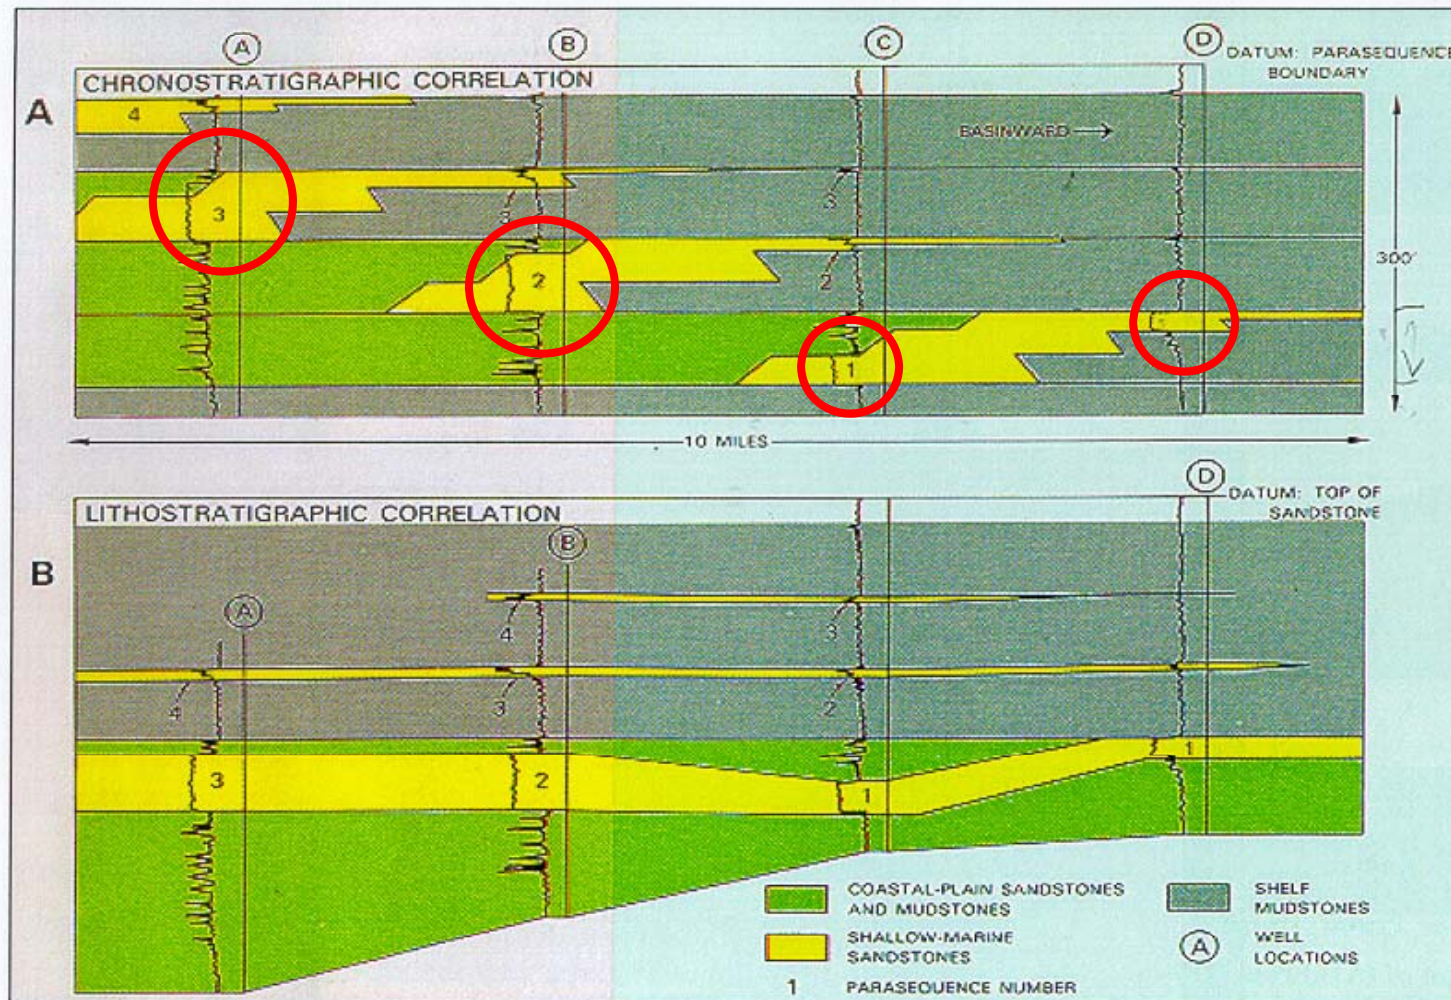 A
B
C
D
DATUM: PARASEQUENCE
BOUNDARY
CHRONOSTRATIGRAPHIC CORRELATION
A
4
BASINWARD
3
3
3
2
2
300'
1
10 MILES
D
DATUM: TOP OF
SANDSTONE
LITHOSTRATIGRAPHIC CORRELATION
B
B
A
4
3
4
3
2
3
2
1
1
COASTAL-PLAIN SANDSTONES
AND MUDSTONES
SHELF
MUDSTONES
SHALLOW-MARINE
SANDSTONES
A
WELL
LOCATIONS
1
PARASEQUENCE NUMBER